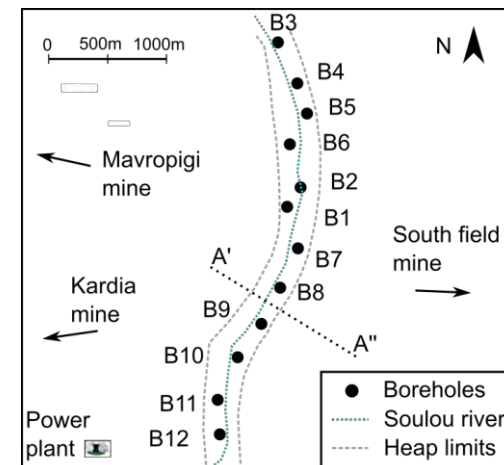 B3
0 500m 1000m
N
B4
B5
B6
Mavropigi
mine
B2
B1
South field
mine
B7
A'
B8
Kardia
mine
B9
A"
B10
B11
B12
Power
plant
Boreholes
Soulou river
Heap limits